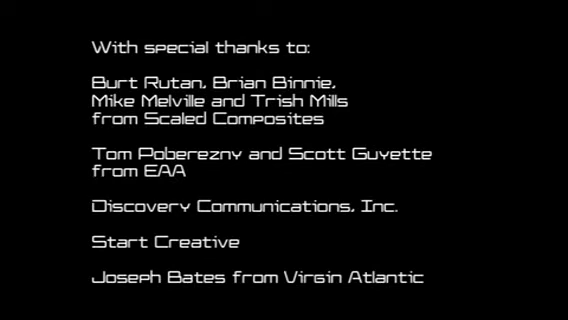 With special thanks to:
Burt Rutan, Brian Binnie,
Mike Melville and Trish Mills
from Scaled Composites
Tom Poberezny and Scott Guyette
from EAA
Discovery Communications, Inc.
Start Creative
Joseph Bates from Virgin Atlantic